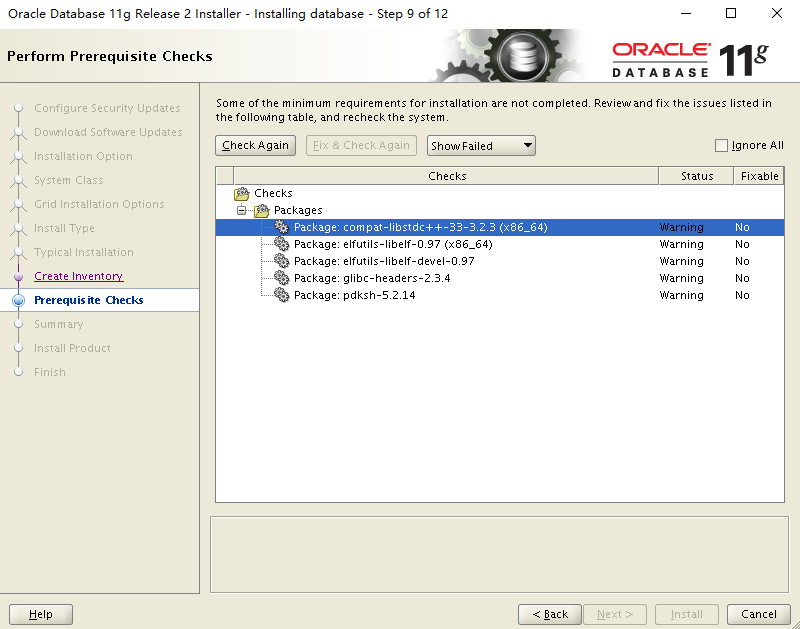 Oracle Database 11g Release 2 Installer - Installing database - Step 9 of 12
Perform Prerequisite Checks
ORACLE
DATABASE
11g
Configure Security Updates
Download Software Updates
Installation Option
System Class
Grid Installation Options
Install Type
Typical Installation
Create Inventory
Prerequisite Checks
Summary
Install Product
Finish
Some of the minimum requirements for installation are not completed. Review and fix the issues listed in
the following table, and recheck the system.
Check Again
Fix & Check Again
Show Failed
Ignore All
Checks Status Fixable
Checks
Packages
Package: compat-libstdc++-33-3.2.3 (x86_64) Warning No
Package: elfutils-libelf-0.97 (x86_64) Warning No
Package: elfutils-libelf-devel-0.97 Warning No
Package: glibc-headers-2.3.4 Warning No
Package: pdksh-5.2.14 Warning No
Help
< Back
Next >
Install
Cancel